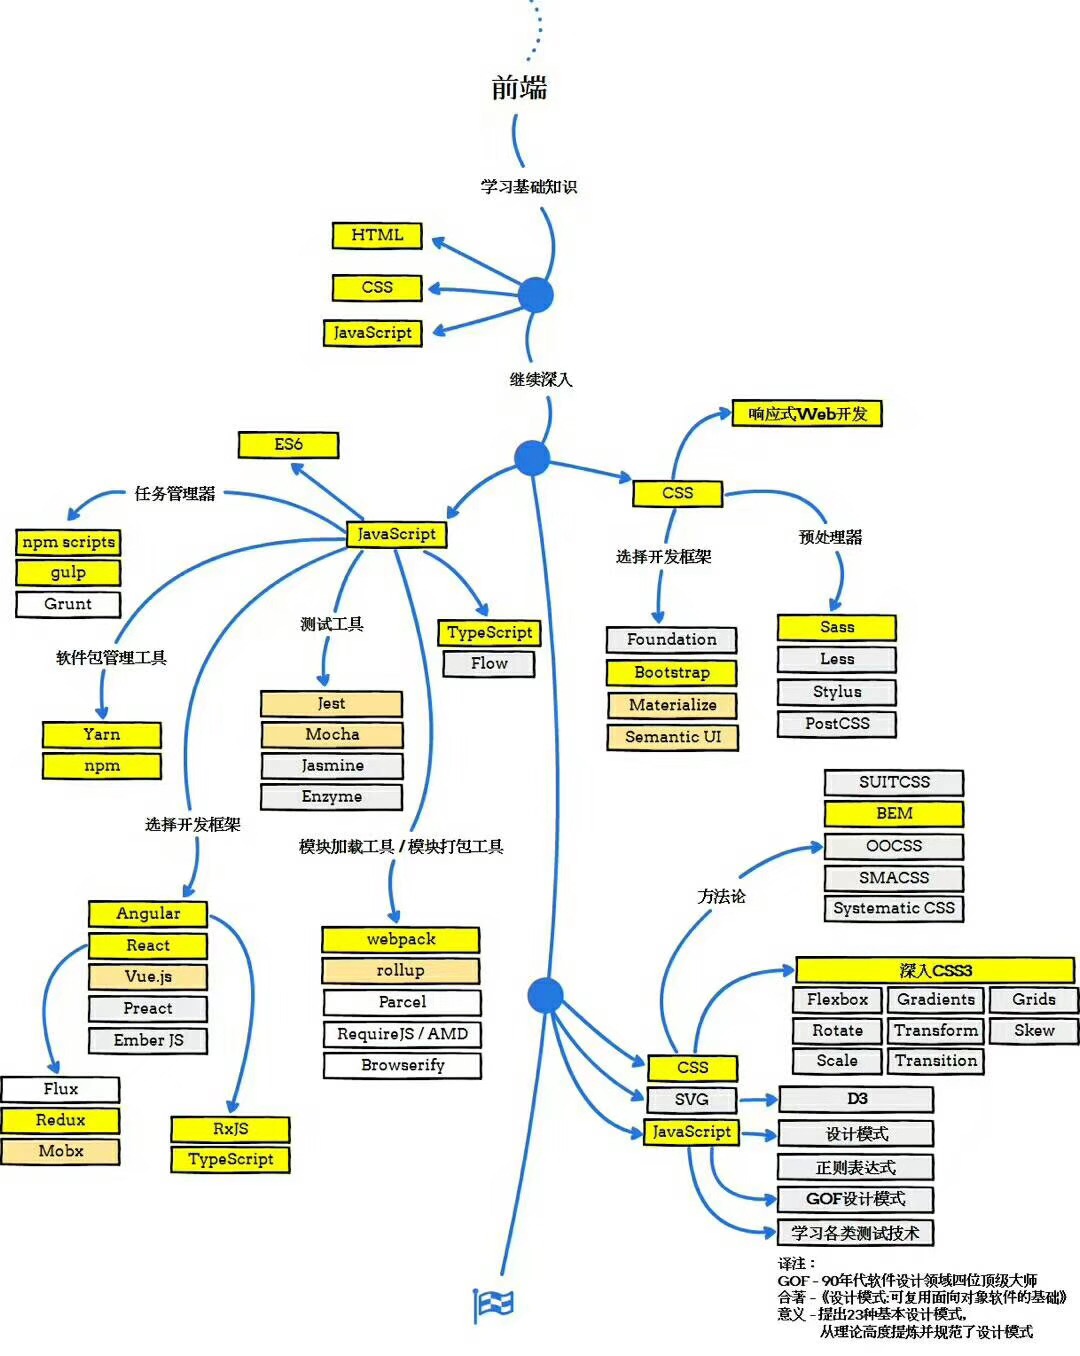 前端
学习基础知识
HTML
CSS
JavaScript
继续深入
响应式Web开发
ES6
CSS
任务管理器
JavaScript
npm scripts
gulp
Grunt
预处理器
选择开发框架
测试工具
TypeScript
Flow
软件包管理工具
Foundation
Bootstrap
Materialize
Semantic UI
Sass
Less
Stylus
PostCSS
Yarn
npm
Jest
Mocha
Jasmine
Enzyme
选择开发框架
模块加载工具 / 模块打包工具
SUITCSS
BEM
OOCSS
SMACSS
Systematic CSS
方法论
Angular
React
Vue.js
Preact
Ember JS
webpack
rollup
Parcel
RequireJS / AMD
Browserify
深入CSS3
Flexbox Gradients Grids
Rotate Transform Skew
Scale Transition
Flux
Redux
Mobx
RxJS
TypeScript
CSS
SVG
JavaScript
D3
设计模式
正则表达式
GOF设计模式
学习各类测试技术
译注：
GOF - 90年代软件设计领域四位顶级大师
合著 -《设计模式:可复用面向对象软件的基础》
意义 - 提出23种基本设计模式，
从理论高度提炼并规范了设计模式